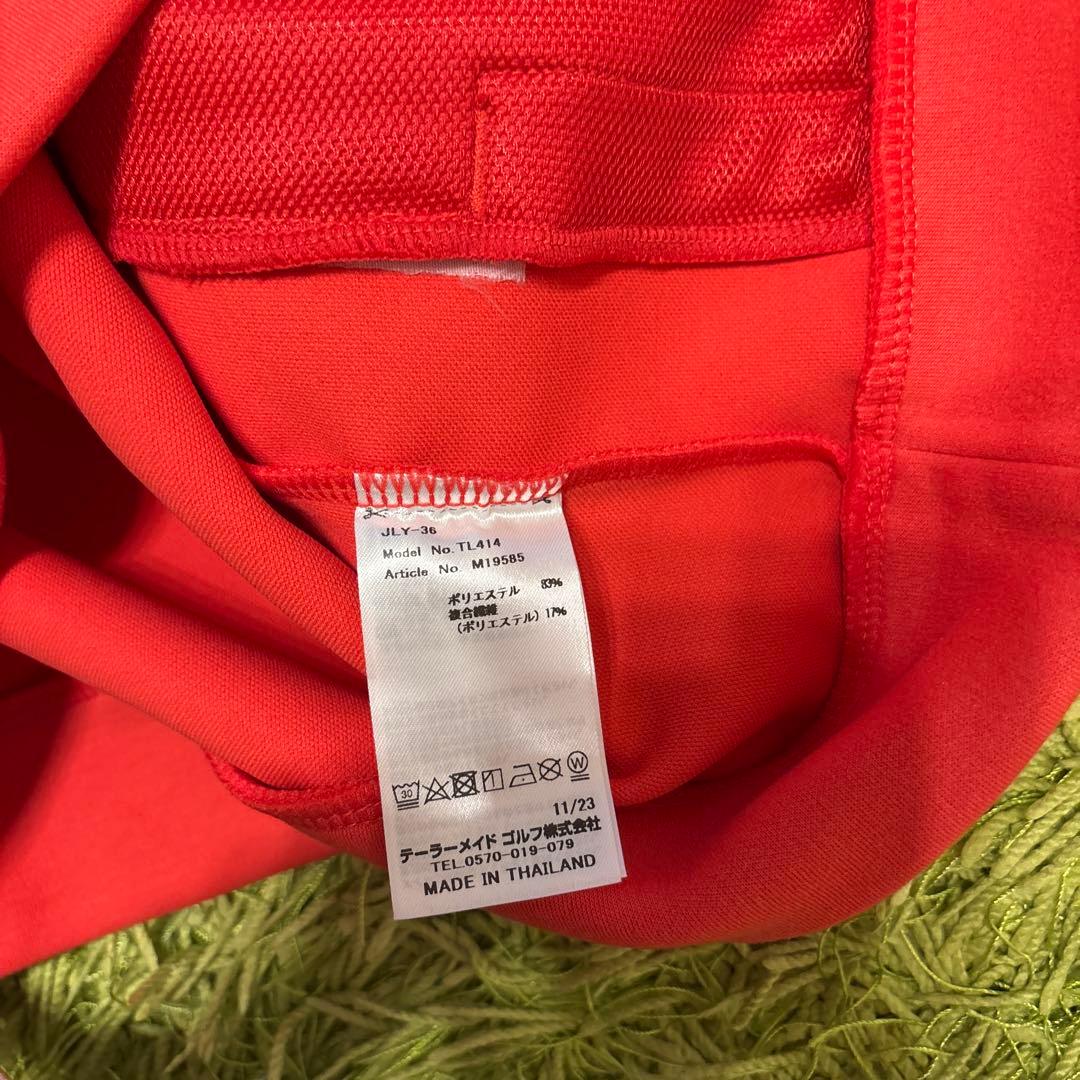 JLY-36
Model No. TL414
Article No. M19585
ポリエステル 83%
複合繊維
(ポリエステル) 17%
30
W
11/23
テーラーメイド ゴルフ株式会社
TEL.0570-019-079
MADE IN THAILAND